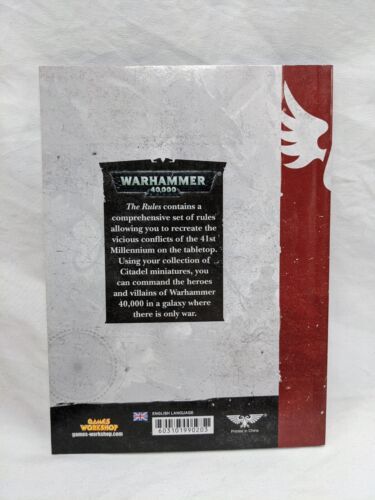 WARHAMMER
40,000
The Rules contains a
comprehensive set of rules
allowing you to recreate the
vicious conflicts of the 41st
Millennium on the tabletop.
Using your collection of
Citadel miniatures, you
can command the heroes
and villains of Warhammer
40,000 in a galaxy where
there is only war.
GAMES
WORKSHOP
games-workshop.com
ENGLISH LANGUAGE
603101990203
®
Printed in China